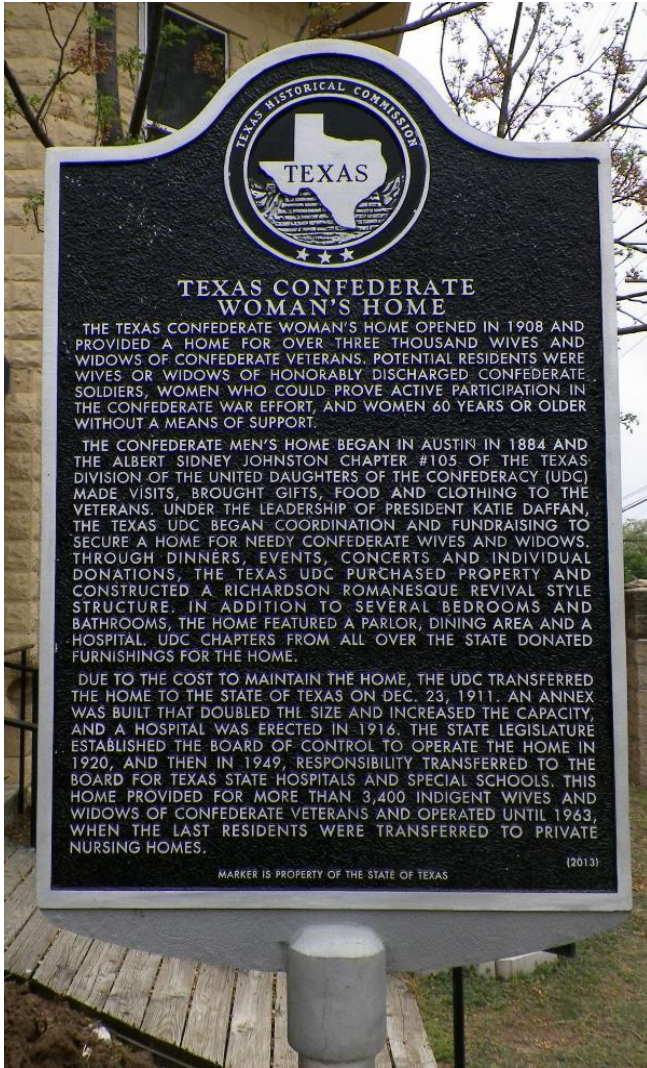 TEXAS HISTORICAL COMMISSION
TEXAS
TEXAS CONFEDERATE
WOMAN'S HOME
THE TEXAS CONFEDERATE WOMAN'S HOME OPENED IN 1908 AND
PROVIDED A HOME FOR OVER THREE THOUSAND WIVES AND
WIDOWS OF CONFEDERATE VETERANS. POTENTIAL RESIDENTS WERE
WIVES OR WIDOWS OF HONORABLY DISCHARGED CONFEDERATE
SOLDIERS, WOMEN WHO COULD PROVE ACTIVE PARTICIPATION IN
THE CONFEDERATE WAR EFFORT, AND WOMEN 60 YEARS OR OLDER
WITHOUT A MEANS OF SUPPORT.
THE CONFEDERATE MEN'S HOME BEGAN IN AUSTIN IN 1884 AND
THE ALBERT SIDNEY JOHNSTON CHAPTER #105 OF THE TEXAS
DIVISION OF THE UNITED DAUGHTERS OF THE CONFEDERACY (UDC)
MADE VISITS, BROUGHT GIFTS, FOOD AND CLOTHING TO THE
VETERANS. UNDER THE LEADERSHIP OF PRESIDENT KATIE DAFFAN,
THE TEXAS UDC BEGAN COORDINATION AND FUNDRAISING TO
SECURE A HOME FOR NEEDY CONFEDERATE WIVES AND WIDOWS.
THROUGH DINNERS, EVENTS, CONCERTS AND INDIVIDUAL
DONATIONS, THE TEXAS UDC PURCHASED PROPERTY AND
CONSTRUCTED A RICHARDSON ROMANESQUE REVIVAL STYLE
STRUCTURE. IN ADDITION TO SEVERAL BEDROOMS AND
BATHROOMS, THE HOME FEATURED A PARLOR, DINING AREA AND A
HOSPITAL. UDC CHAPTERS FROM ALL OVER THE STATE DONATED
FURNISHINGS FOR THE HOME.
DUE TO THE COST TO MAINTAIN THE HOME, THE UDC TRANSFERRED
THE HOME TO THE STATE OF TEXAS ON DEC. 23, 1911. AN ANNEX
WAS BUILT THAT DOUBLED THE SIZE AND INCREASED THE CAPACITY,
AND A HOSPITAL WAS ERECTED IN 1916. THE STATE LEGISLATURE
ESTABLISHED THE BOARD OF CONTROL TO OPERATE THE HOME IN
1920, AND THEN IN 1949, RESPONSIBILITY TRANSFERRED TO THE
BOARD FOR TEXAS STATE HOSPITALS AND SPECIAL SCHOOLS. THIS
HOME PROVIDED FOR MORE THAN 3,400 INDIGENT WIVES AND
WIDOWS OF CONFEDERATE VETERANS AND OPERATED UNTIL 1963,
WHEN THE LAST RESIDENTS WERE TRANSFERRED TO PRIVATE
NURSING HOMES.
(2013)
MARKER IS PROPERTY OF THE STATE OF TEXAS